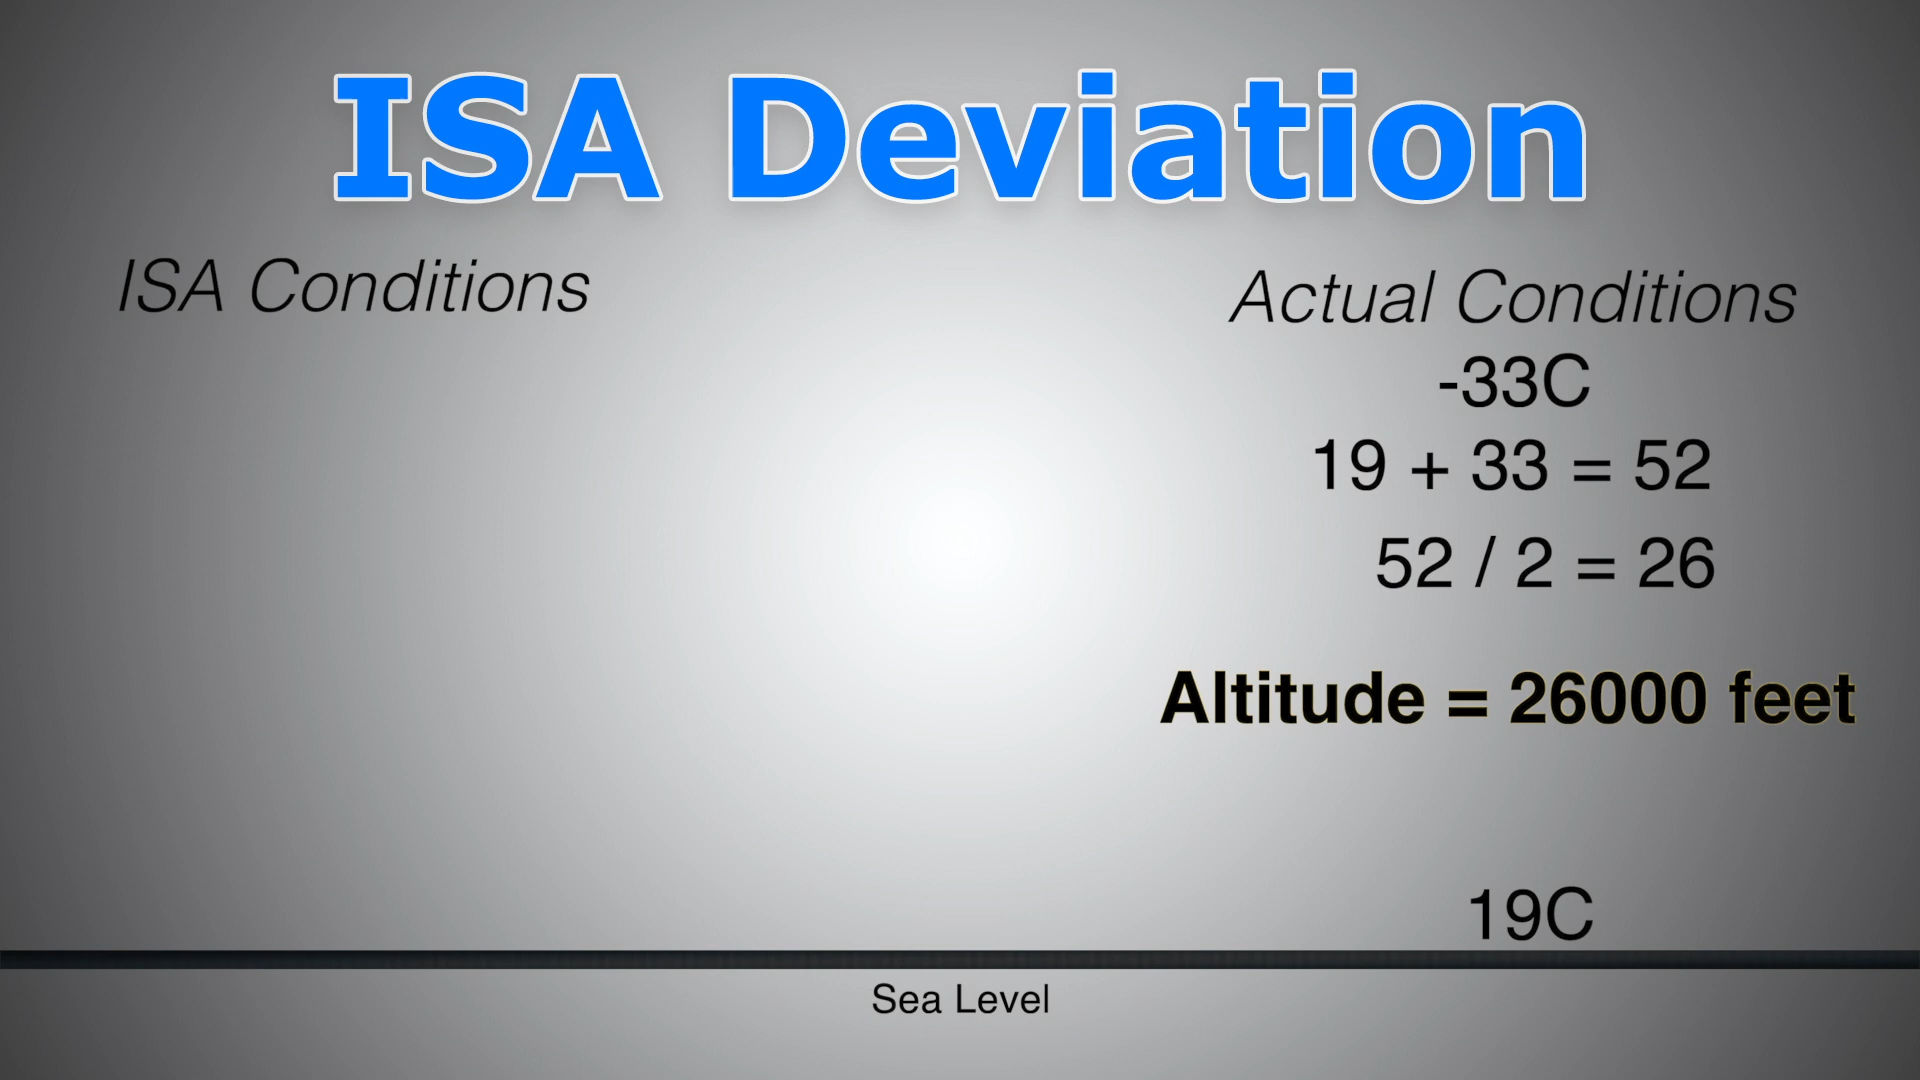 ISA Deviation
ISA Conditions
Actual Conditions
-33C
19 + 33 = 52
52 / 2 = 26
Altitude = 26000 feet
19C
Sea Level